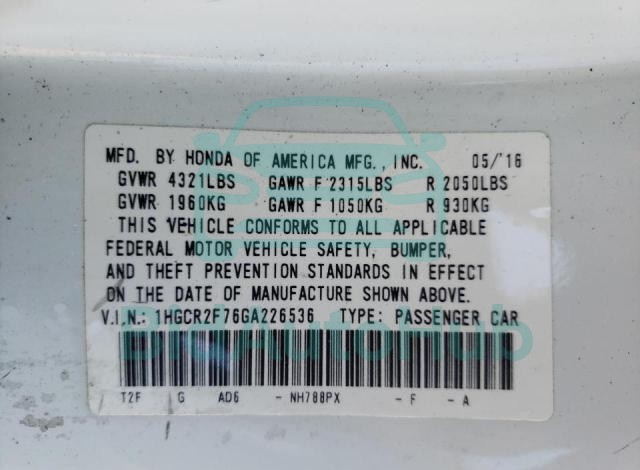 MFD. BY HONDA OF AMERICA MFG., INC. 05/'16
GVWR 4321LBS GAWR F 2315LBS R 2050LBS
GVWR 1960KG GAWR F 1050KG R 930KG
THIS VEHICLE CONFORMS TO ALL APPLICABLE
FEDERAL MOTOR VEHICLE SAFETY, BUMPER,
AND THEFT PREVENTION STANDARDS IN EFFECT
ON THE DATE OF MANUFACTURE SHOWN ABOVE.
V.I.N.: 1HGCR2F76GA226536 TYPE: PASSENGER CAR
T2F G AD6 - NH788PX - F - A